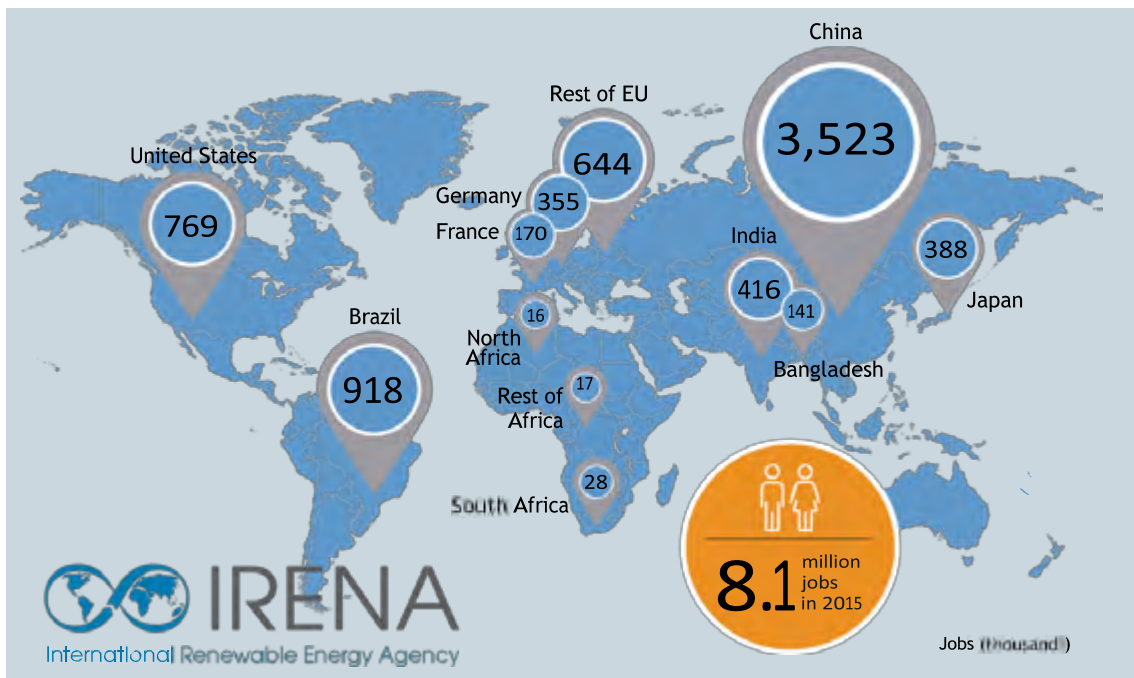 China
3,523
Rest of EU
644
United States
769
Germany
355
France
170
India
416
141
Bangladesh
388
Japan
Brazil
918
16
North
Africa
17
Rest of
Africa
28
South Africa
8.1
million
jobs
in 2015
IRENA
International Renewable Energy Agency
Jobs (thousand)